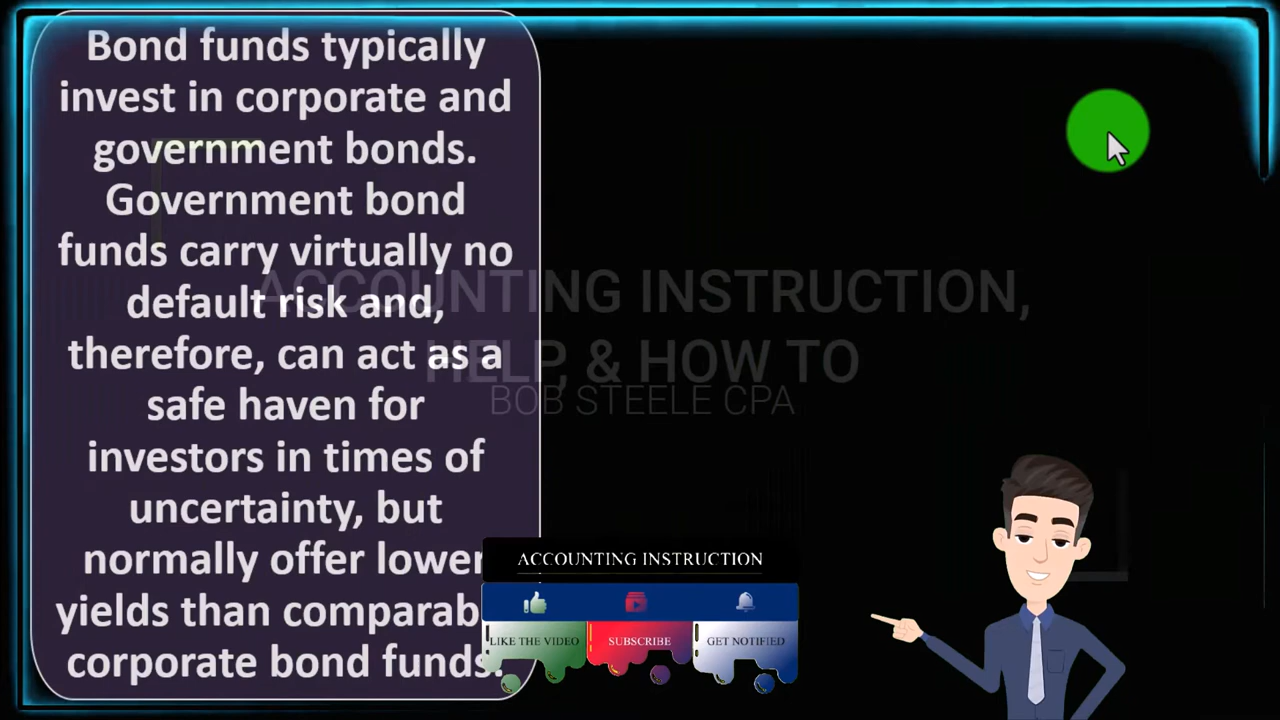 Bond funds typically
invest in corporate and
government bonds.
Government bond
funds carry virtually no
default risk and,
therefore, can act as a
safe haven for
investors in times of
uncertainty, but
normally offer lower
yields than comparab
corporate bond funds.
ACCOUNTING INSTRUCTION,
HELP, & HOW TO
BOB STEELE CPA
ACCOUNTING INSTRUCTION
LIKE THE VIDEO
SUBSCRIBE
GET NOTIFIED